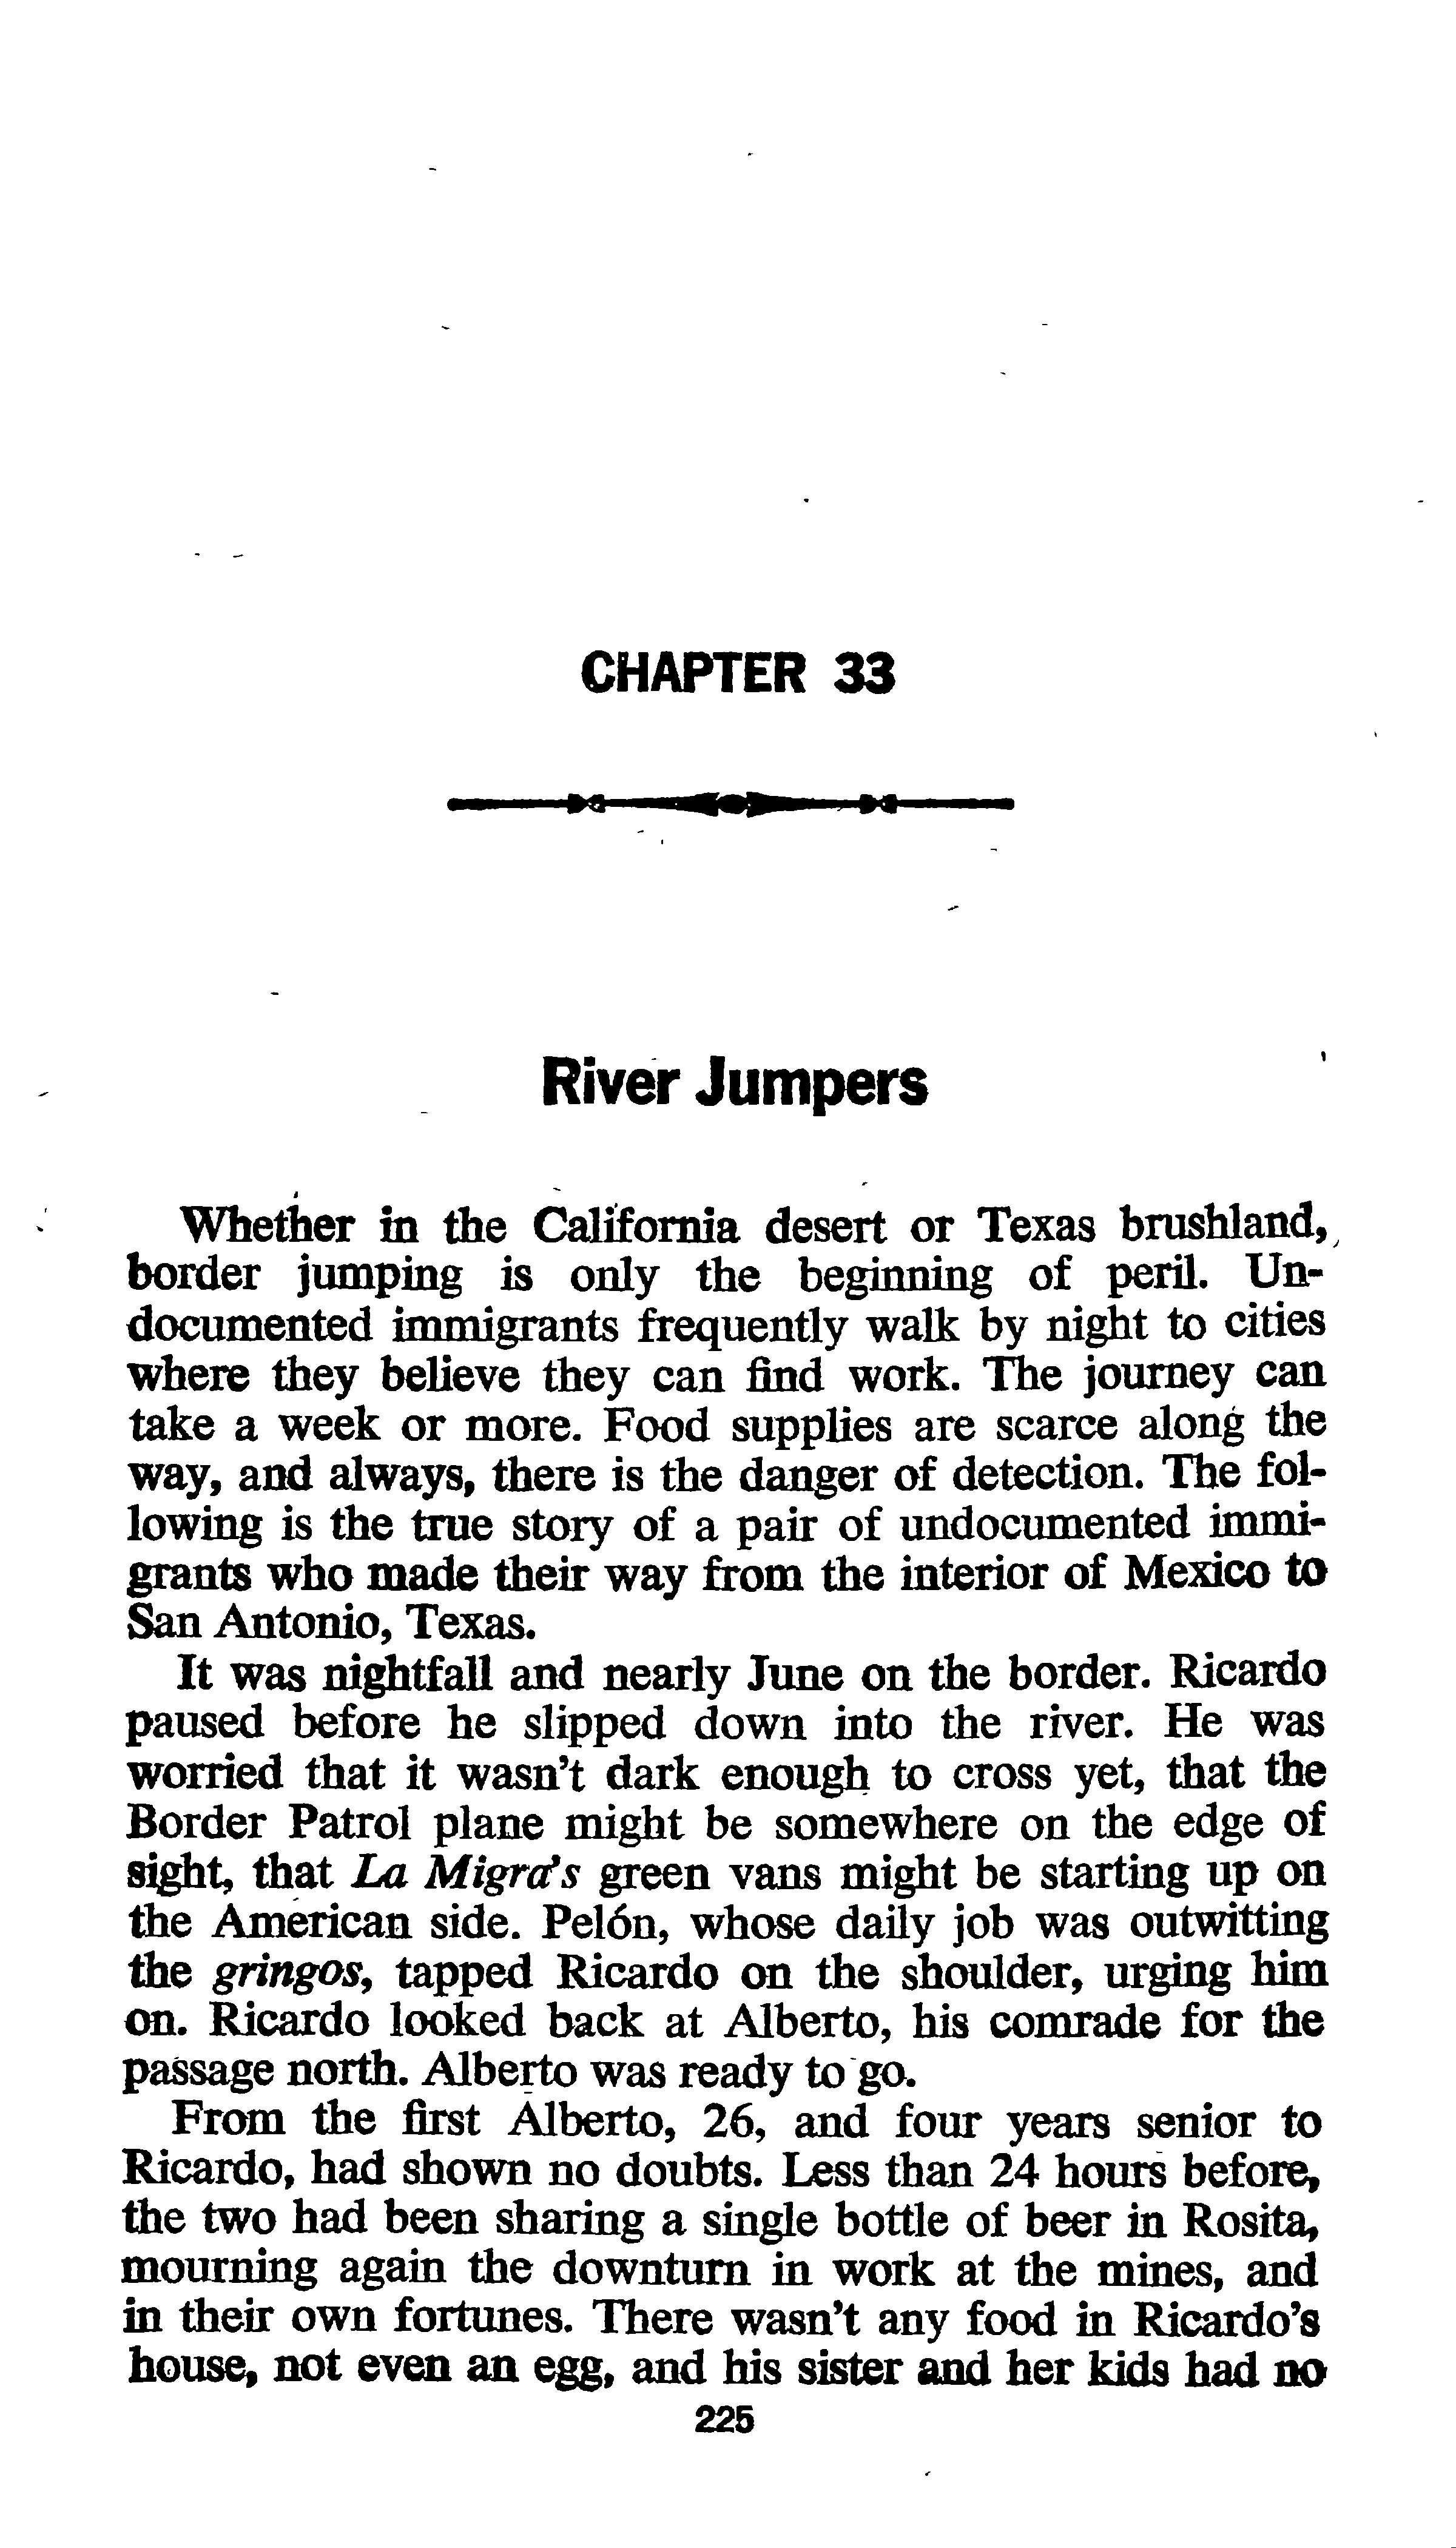 CHAPTER 33
River Jumpers
Whether in the California desert or Texas brushland,
border jumping is only the beginning of peril. Un-
documented immigrants frequently walk by night to cities
where they believe they can find work. The journey can
take a week or more. Food supplies are scarce along the
way, and always, there is the danger of detection. The fol-
lowing is the true story of a pair of undocumented immi-
grants who made their way from the interior of Mexico to
San Antonio, Texas.
It was nightfall and nearly June on the border. Ricardo
paused before he slipped down into the river. He was
worried that it wasn't dark enough to cross yet, that the
Border Patrol plane might be somewhere on the edge of
sight, that La Migra's green vans might be starting up on
the American side. Pelón, whose daily job was outwitting
the gringos, tapped Ricardo on the shoulder, urging him
on. Ricardo looked back at Alberto, his comrade for the
passage north. Alberto was ready to go.
From the first Alberto, 26, and four years senior to
Ricardo, had shown no doubts. Less than 24 hours before,
the two had been sharing a single bottle of beer in Rosita,
mourning again the downturn in work at the mines, and
in their own fortunes. There wasn't any food in Ricardo's
house, not even an egg, and his sister and her kids had no
225